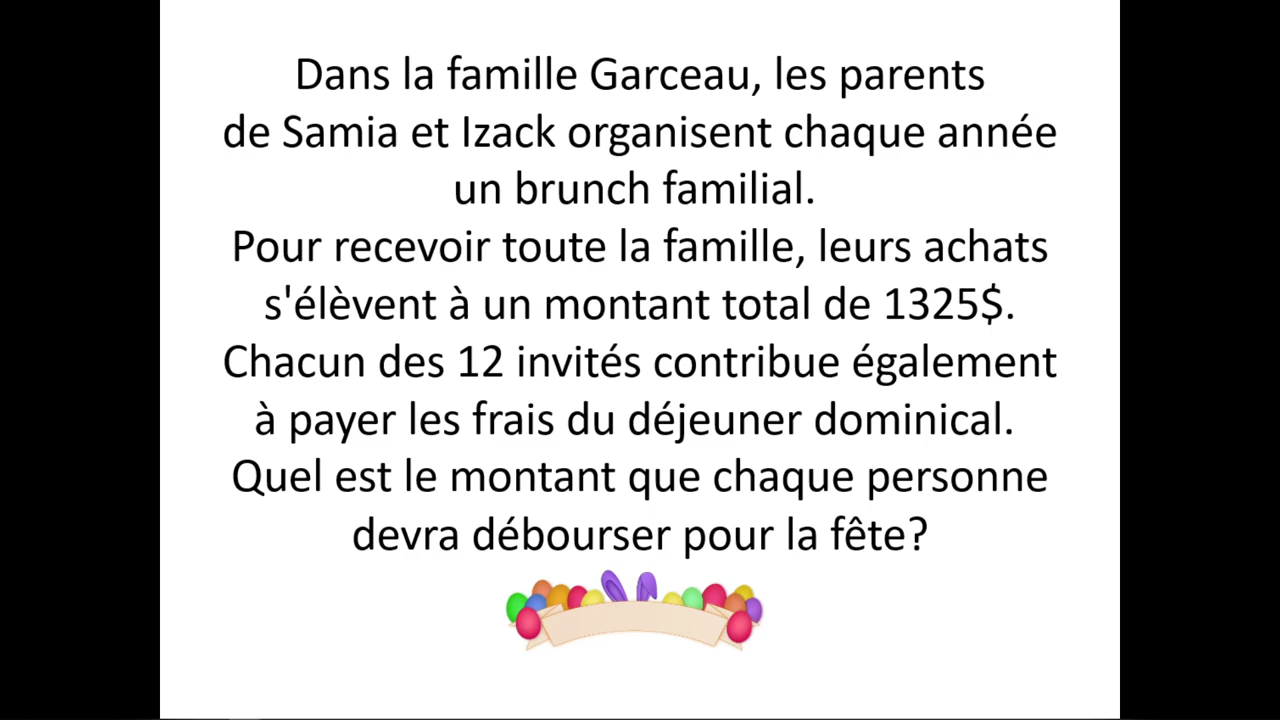 Dans la famille Garceau, les parents
de Samia et Izack organisent chaque année
un brunch familial.
Pour recevoir toute la famille, leurs achats
s'élèvent à un montant total de 1325$.
Chacun des 12 invités contribue également
à payer les frais du déjeuner dominical.
Quel est le montant que chaque personne
devra débourser pour la fête?